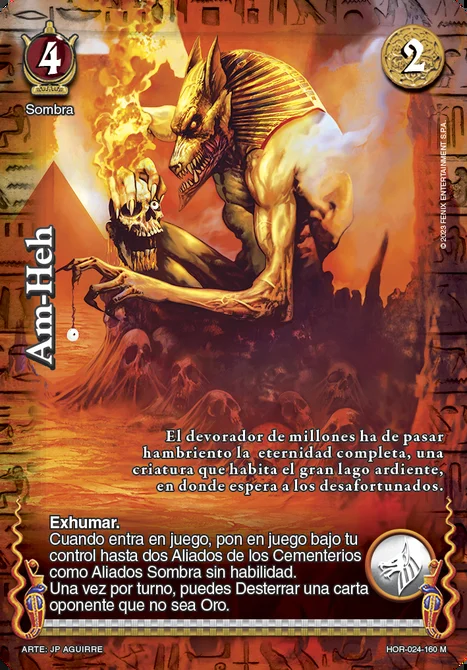 4
2
Sombra
© 2023 FENIX ENTERTAINMENT S.P.A.
Am-Heh
El devorador de millones ha de pasar
hambriento la eternidad completa, una
criatura que habita el gran lago ardiente,
en donde espera a los desafortunados.
Exhumar.
Cuando entra en juego, pon en juego bajo tu
control hasta dos Aliados de los Cementerios
como Aliados Sombra sin habilidad.
Una vez por turno, puedes Desterrar una carta
oponente que no sea Oro.
ARTE: JP AGUIRRE
HOR-024-160 M